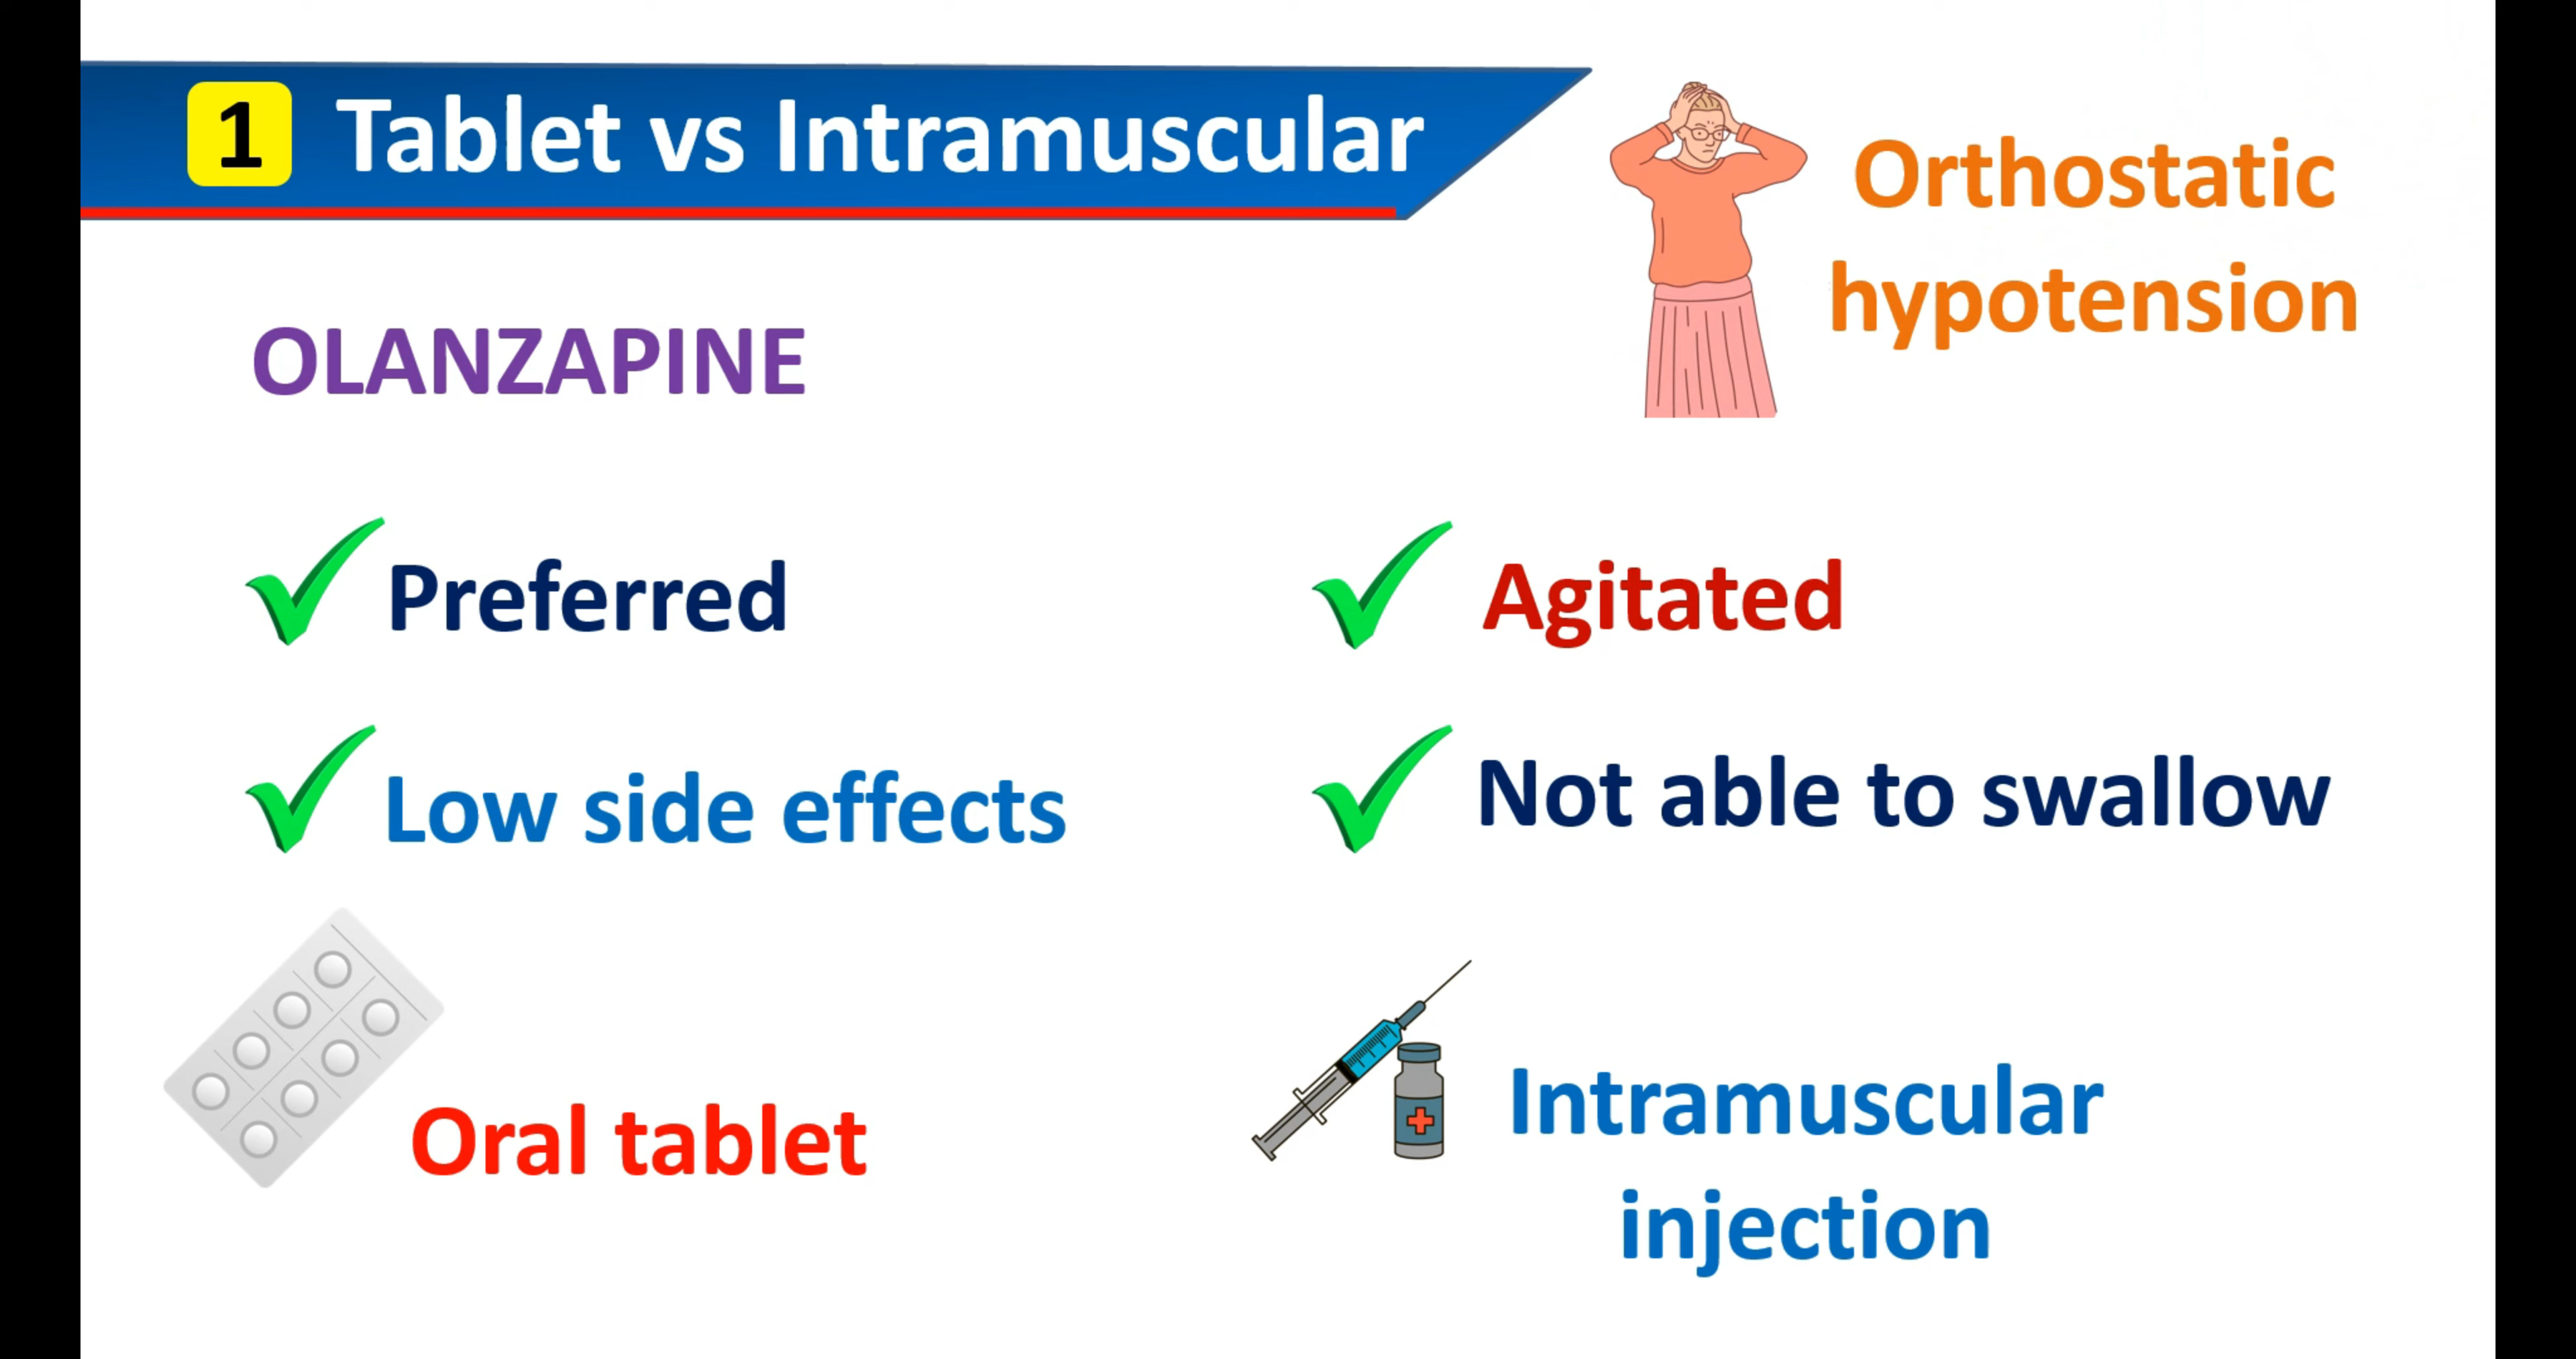 1 Tablet vs Intramuscular
Orthostatic
hypotension
OLANZAPINE
Preferred
Low side effects
Oral tablet
Agitated
Not able to swallow
Intramuscular
injection